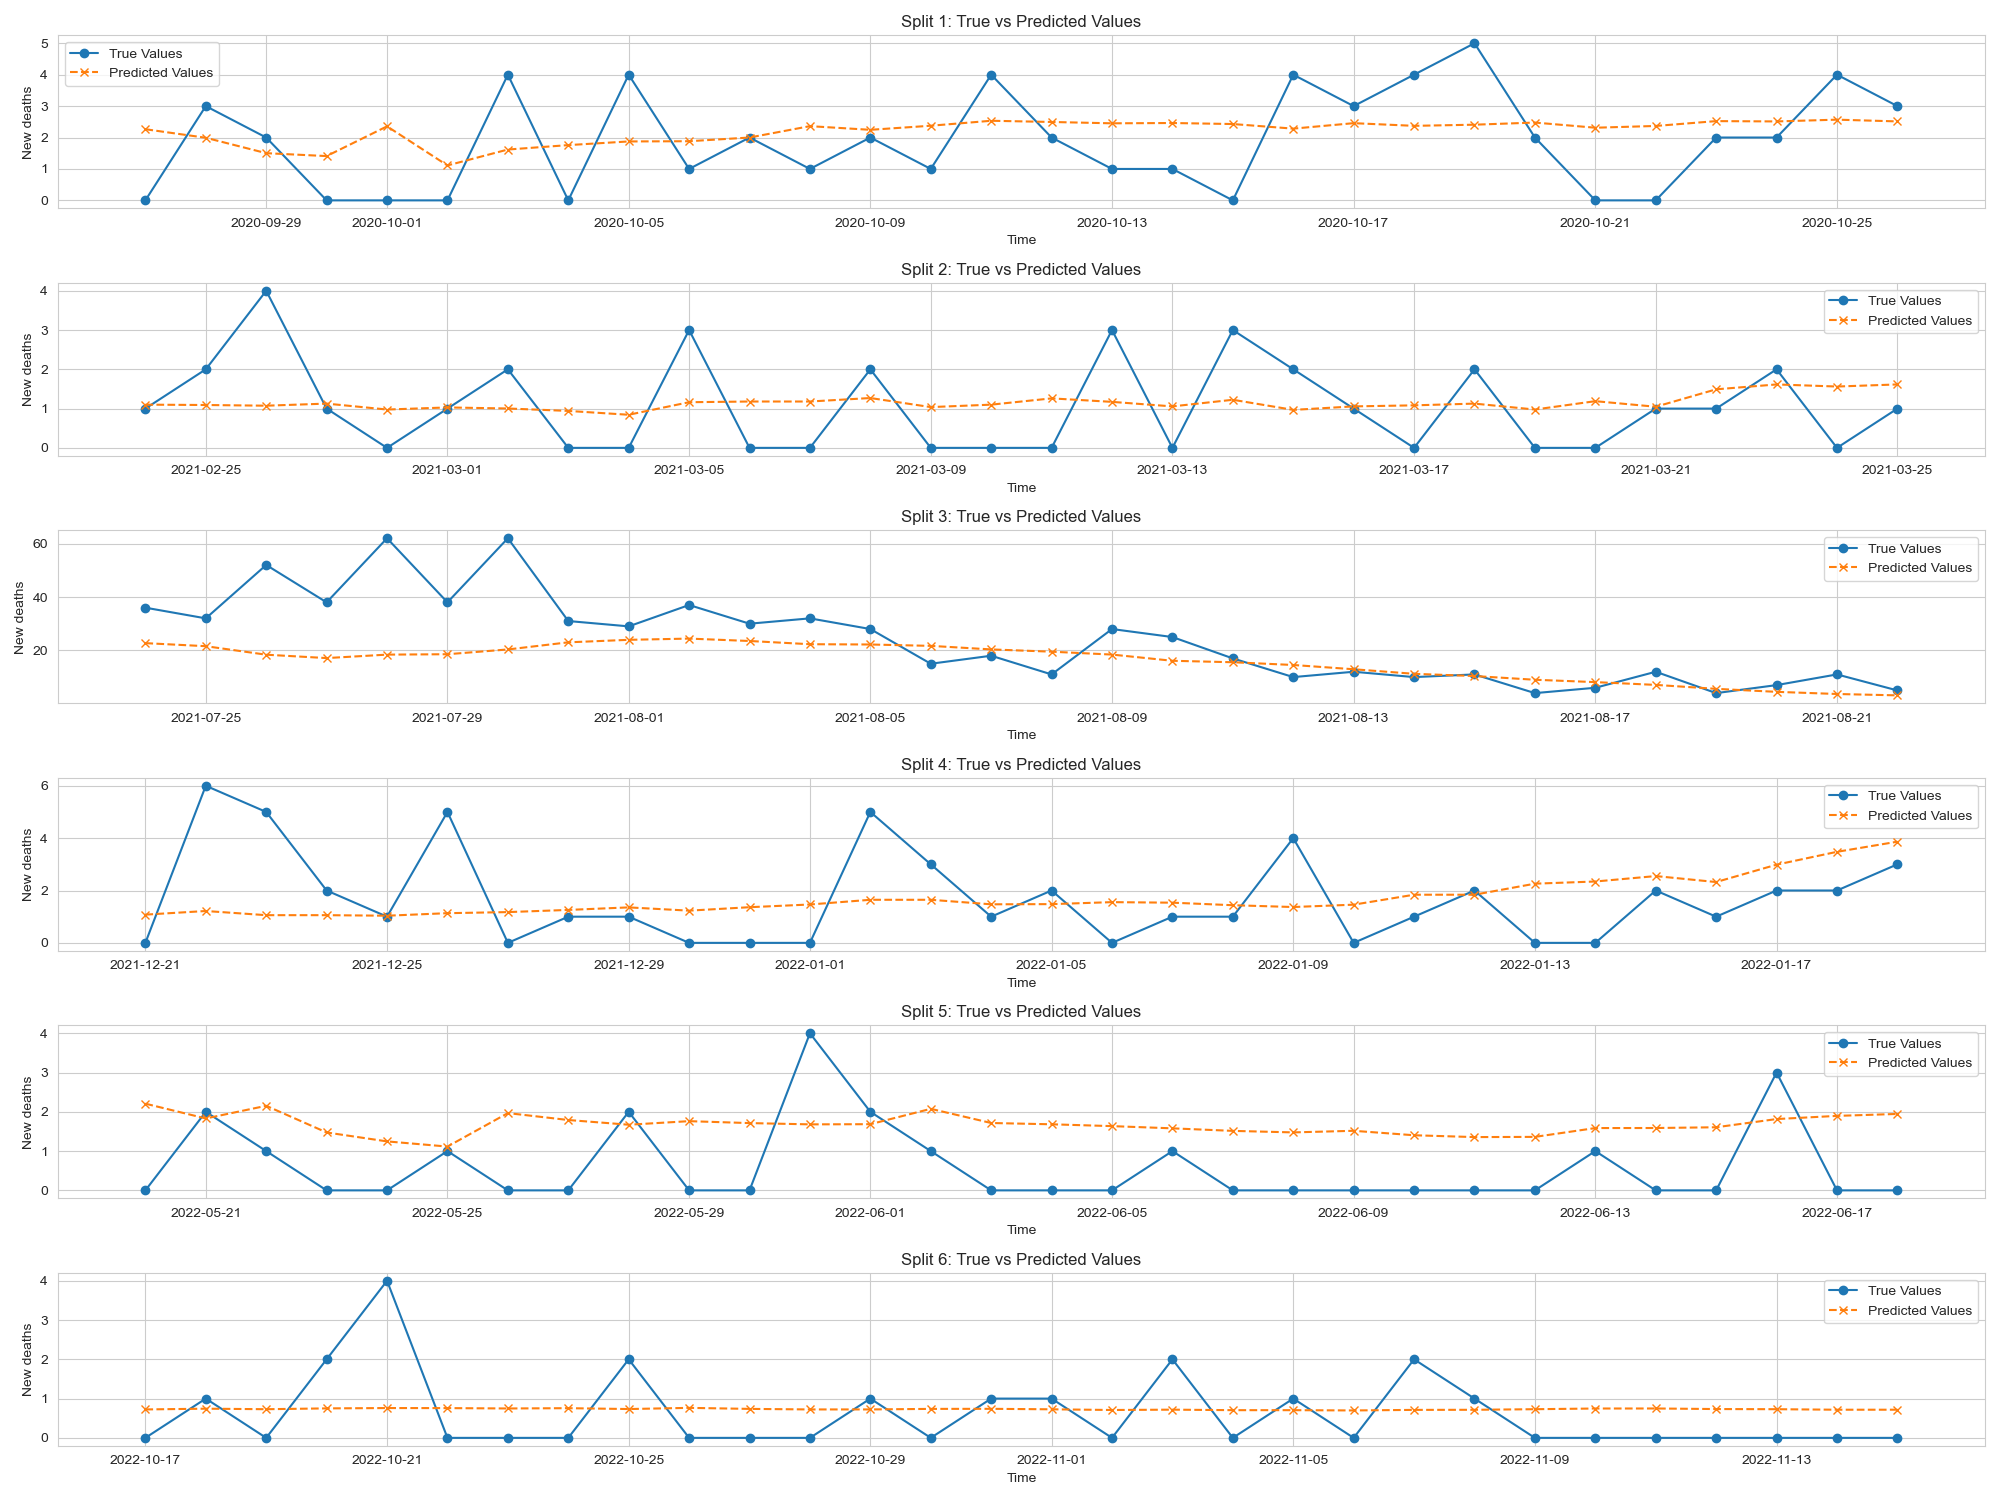 Split 1: True vs Predicted Values
True Values
Predicted Values
New deaths
5
4
3
2
1
0
2020-09-29 2020-10-01 2020-10-05 2020-10-09 2020-10-13 2020-10-17 2020-10-21 2020-10-25
Time
Split 2: True vs Predicted Values
True Values
Predicted Values
New deaths
4
3
2
1
0
2021-02-25 2021-03-01 2021-03-05 2021-03-09 2021-03-13 2021-03-17 2021-03-21 2021-03-25
Time
Split 3: True vs Predicted Values
True Values
Predicted Values
New deaths
60
40
20
2021-07-25 2021-07-29 2021-08-01 2021-08-05 2021-08-09 2021-08-13 2021-08-17 2021-08-21
Time
Split 4: True vs Predicted Values
True Values
Predicted Values
New deaths
6
4
2
0
2021-12-21 2021-12-25 2021-12-29 2022-01-01 2022-01-05 2022-01-09 2022-01-13 2022-01-17
Time
Split 5: True vs Predicted Values
True Values
Predicted Values
New deaths
4
3
2
1
0
2022-05-21 2022-05-25 2022-05-29 2022-06-01 2022-06-05 2022-06-09 2022-06-13 2022-06-17
Time
Split 6: True vs Predicted Values
True Values
Predicted Values
New deaths
4
3
2
1
0
2022-10-17 2022-10-21 2022-10-25 2022-10-29 2022-11-01 2022-11-05 2022-11-09 2022-11-13
Time